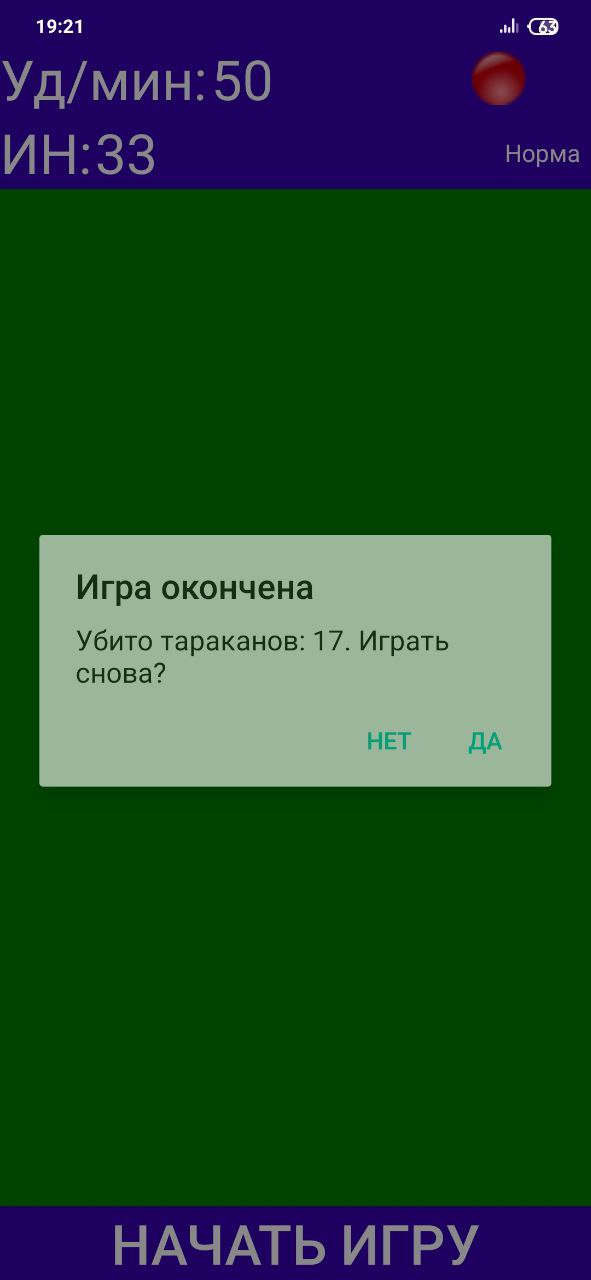 19:21
63
Уд/мин: 50
ИН: 33
Норма
Игра окончена
Убито тараканов: 17. Играть
снова?
НЕТ ДА
НАЧАТЬ ИГРУ